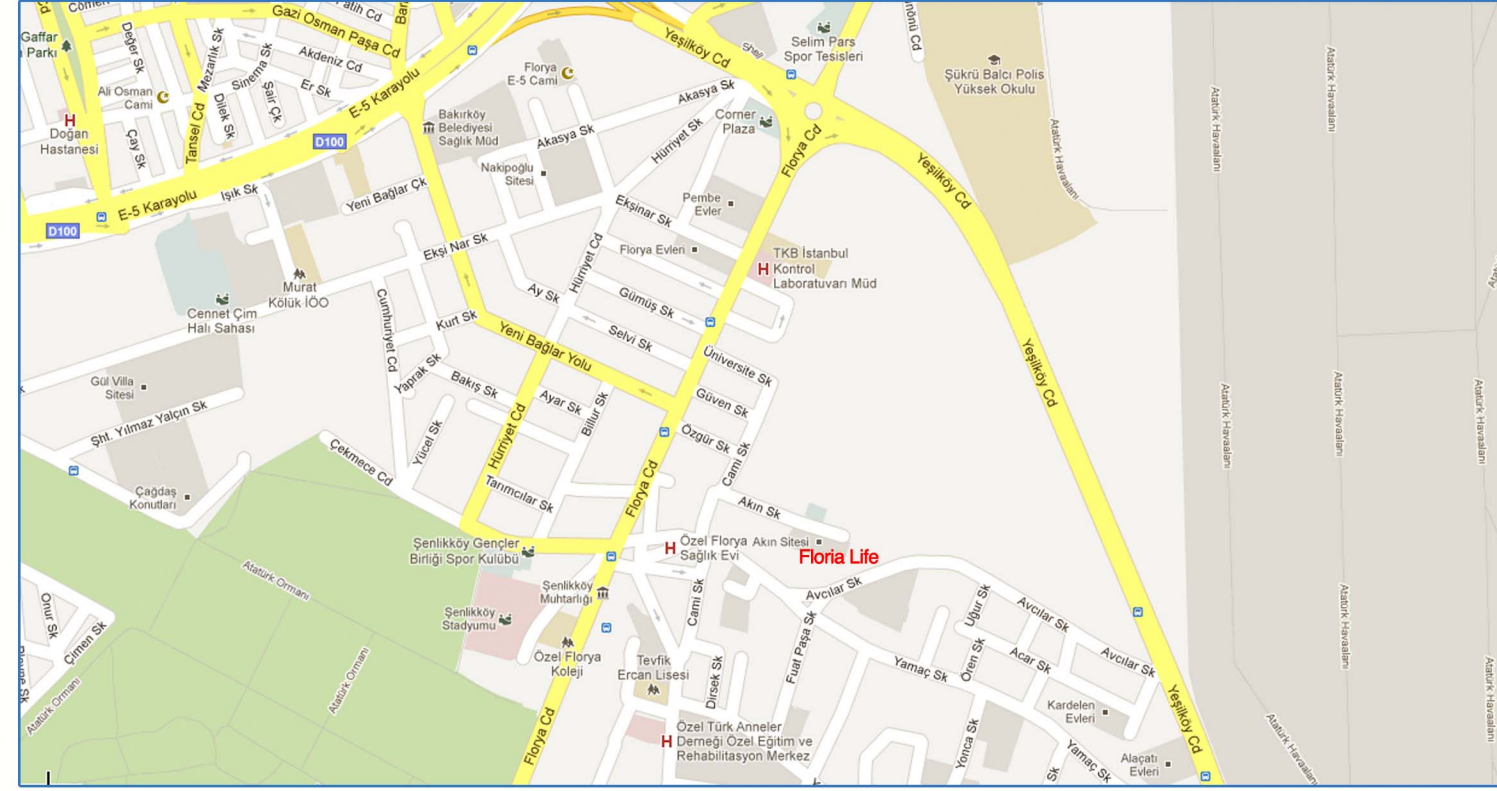 Cömert
Fatih Cd
Gazi Osman Paşa Cd
Gaffar
Parkı
Değer Sk
Mezarlık Sk
Akdeniz Cd
Sinema Sk
Er Sk
Şair Çk
Dilek Sk
Ali Osman
Cami
Tansel Cd
Çay Sk
H
Doğan
Hastanesi
E-5 Karayolu
D100
E-5 Karayolu
D100
Işık Sk
Yeni Bağlar Çk
Florya
E-5 Cami
Bakırköy
Belediyesi
Sağlık Müd
Yeşilköy Cd
Shell
Selim Pars
Spor Tesisleri
Şükrü Balcı Polis
Yüksek Okulu
Akasya Sk
Akasya Sk
Hürriyet Sk
Corner
Plaza
Florya Cd
Yeşilköy Cd
Nakipoğlu
Sitesi
Pembe
Evler
Ekşinar Sk
Ekşi Nar Sk
Florya Evleri
Hürriyet Cd
H
TKB İstanbul
Kontrol
Laboratuvarı Müd
Murat
Kölük İÖO
Cennet Çim
Halı Sahası
Ay Sk
Gümüş Sk
Selvi Sk
Kurt Sk
Cumhuriyet Cd
Yeni Bağlar Yolu
Üniversite Sk
Güven Sk
Özgür Sk
Cami Sk
Yaprak Sk
Bakış Sk
Ayar Sk
Billur Sk
Hürriyet Cd
Yücel Sk
Gül Villa
Sitesi
Şht. Yılmaz Yalçın Sk
Çekmece Cd
Tarımcılar Sk
Florya Cd
Çağdaş
Konutları
Akın Sk
Yeşilköy Cd
Şenlikköy Gençler
Birliği Spor Kulübü
H
Özel Florya
Sağlık Evi
Akın Sitesi
Floria Life
Avcılar Sk
Şenlikköy
Muhtarlığı
Şenlikköy
Stadyumu
Cami Sk
Fuat Paşa Sk
Uğur Sk
Avcılar Sk
Avcılar Sk
Acar Sk
Ören Sk
Yamaç Sk
Özel Florya
Koleji
Tevfik
Ercan Lisesi
Dirsek Sk
Kardelen
Evleri
Florya Cd
H
Özel Türk Anneler
Derneği Özel Eğitim ve
Rehabilitasyon Merkez
Yonca Sk
Sk
Yamaç Sk
Alaçatı
Evleri
Yeşilköy Cd
Onur Sk
Çimen Sk
Atatürk Ormanı
Atatürk Ormanı
Atatürk Ormanı
Atatürk Havaalanı
Atatürk Havaalanı
Atatürk Havaalanı
Atatürk Havaalanı
Atatürk Havaalanı
Atatürk Havaalanı
Atatürk Havaalanı
Atatürk Havaalanı
Atatürk Havaalanı